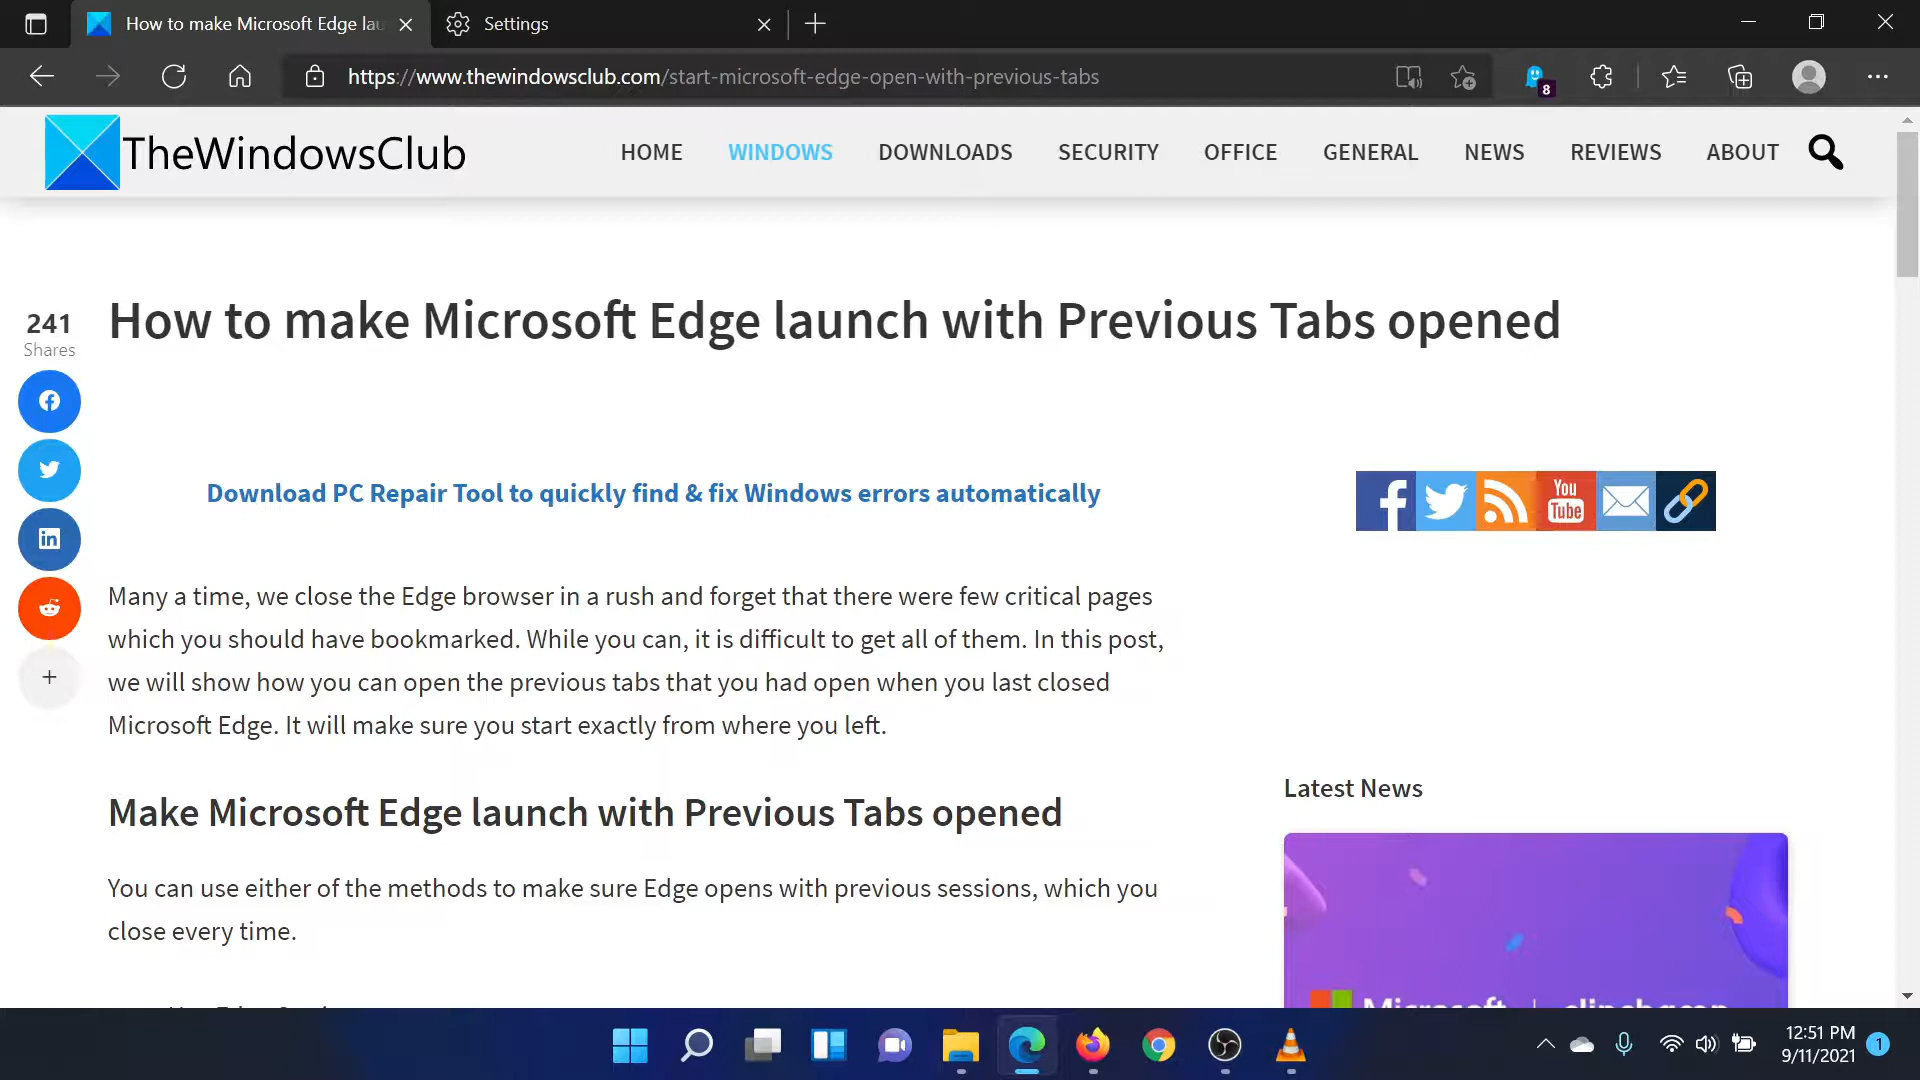 How to make Microsoft Edge lau
Settings
https://www.thewindowsclub.com/start-microsoft-edge-open-with-previous-tabs
8
TheWindowsClub
HOME WINDOWS DOWNLOADS SECURITY OFFICE GENERAL NEWS REVIEWS ABOUT
How to make Microsoft Edge launch with Previous Tabs opened
241
Shares
Download PC Repair Tool to quickly find & fix Windows errors automatically
You
Tube
Many a time, we close the Edge browser in a rush and forget that there were few critical pages
which you should have bookmarked. While you can, it is difficult to get all of them. In this post,
we will show how you can open the previous tabs that you had open when you last closed
Microsoft Edge. It will make sure you start exactly from where you left.
Latest News
Make Microsoft Edge launch with Previous Tabs opened
You can use either of the methods to make sure Edge opens with previous sessions, which you
close every time.
Microsoft
12:51 PM
9/11/2021
1